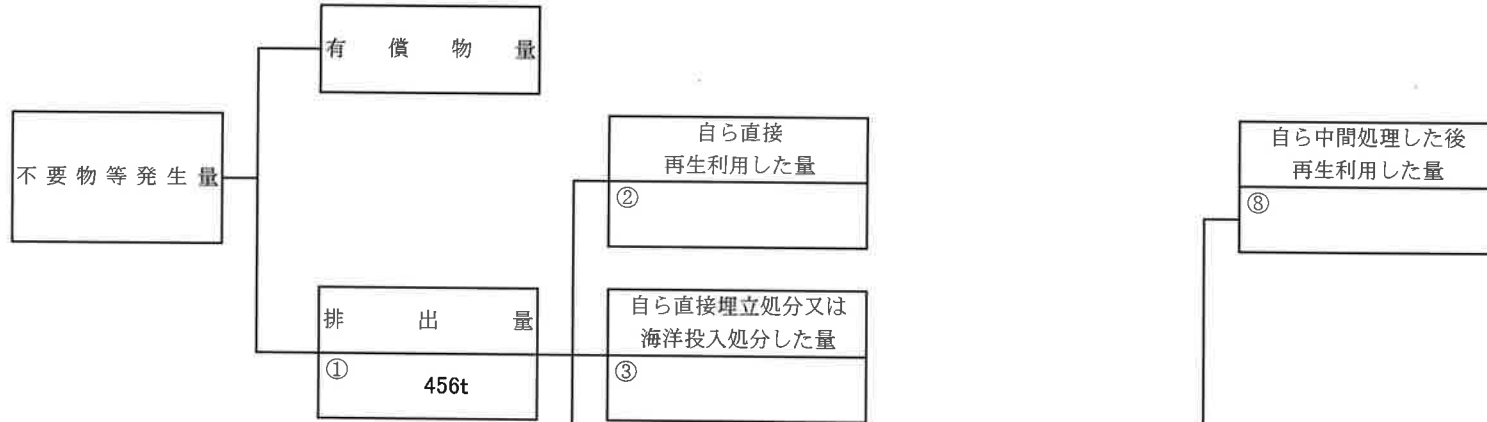 有償物量
不要物等発生量
自ら直接
再生利用した量
②
自ら中間処理した後
再生利用した量
⑧
排出量
①
456t
自ら直接埋立処分又は
海洋投入処分した量
③